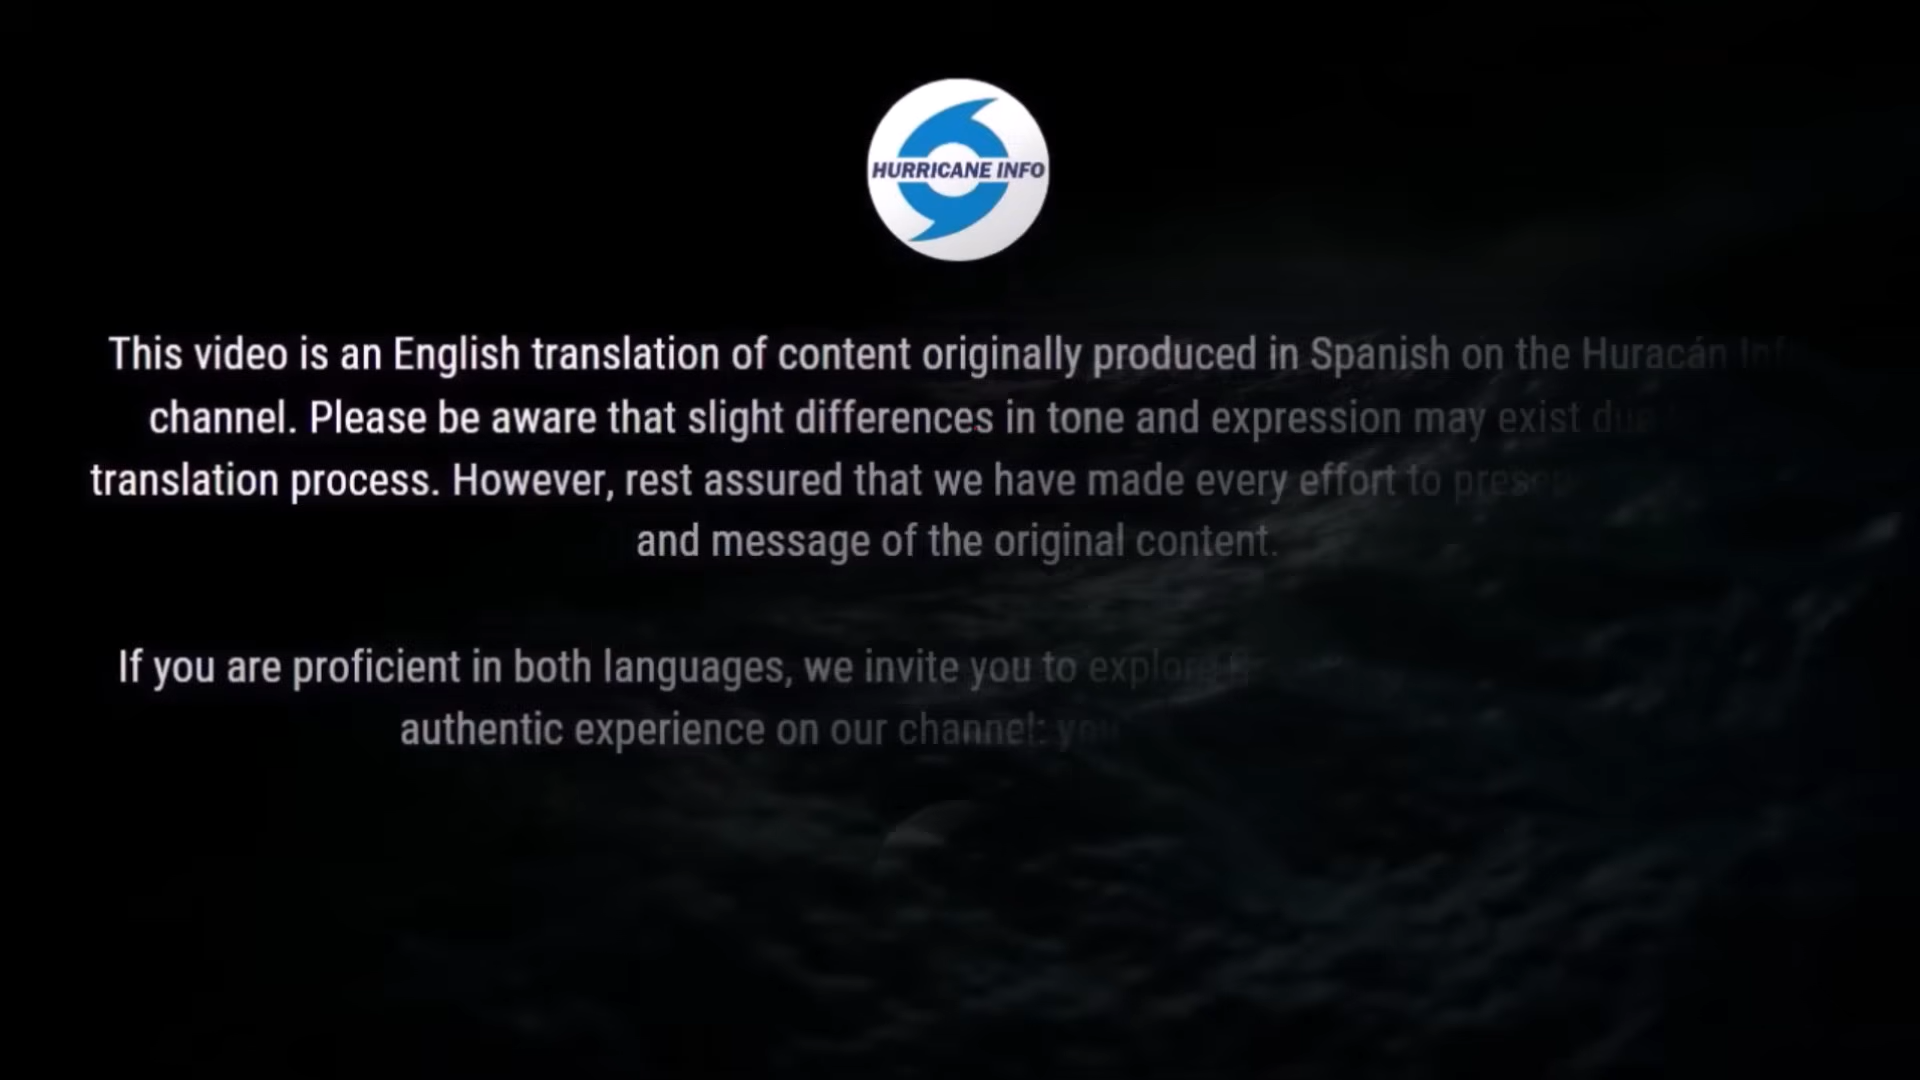 HURRICANE INFO
This video is an English translation of content originally produced in Spanish on the Huracán
channel. Please be aware that slight differences in tone and expression may exist due
translation process. However, rest assured that we have made every effort to
and message of the original content.
If you are proficient in both languages, we invite you to explore
authentic experience on our channel: